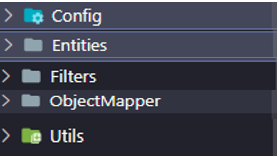 Config
Entities
Filters
ObjectMapper
Utils